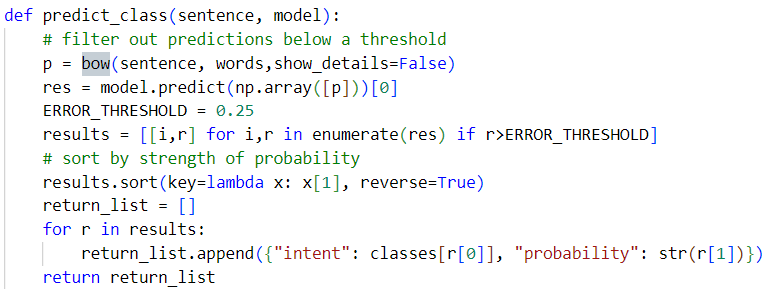 def predict_class(sentence, model):
    # filter out predictions below a threshold
    p = bow(sentence, words,show_details=False)
    res = model.predict(np.array([p]))[0]
    ERROR_THRESHOLD = 0.25
    results = [[i,r] for i,r in enumerate(res) if r>ERROR_THRESHOLD]
    # sort by strength of probability
    results.sort(key=lambda x: x[1], reverse=True)
    return_list = []
    for r in results:
        return_list.append({"intent": classes[r[0]], "probability": str(r[1])})
    return return_list